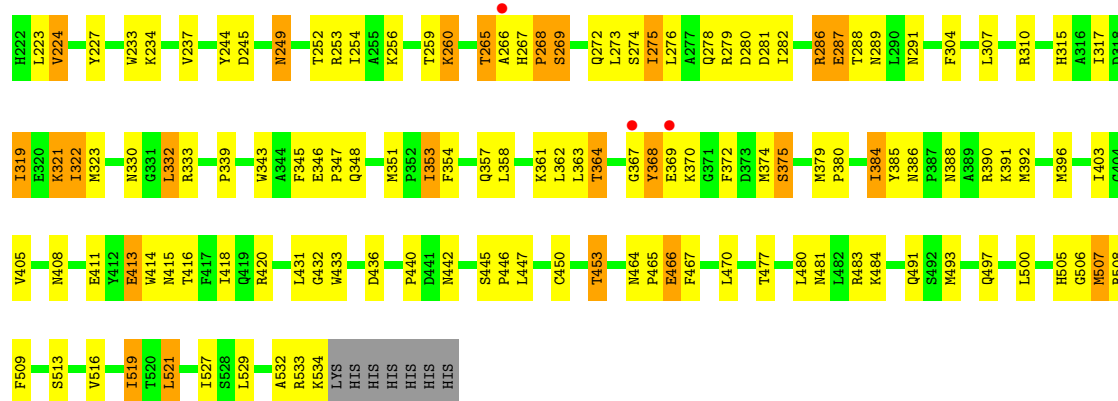 H222 L223 V224 Y227 W233 K234 V237 Y244 D245 N249 T252 R253 I254 A255 K256 T259 K260 T265 A266 H267 P268 S269 Q272 L273 S274 I275 L276 A277 Q278 R279 D280 D281 I282 R286 E287 T288 N289 L290 N291 F304 L307 R310 H315 A316 I317 D318
I319 E320 K321 I322 M323 N330 G331 L332 R333 P339 W343 A344 F345 E346 P347 Q348 M351 P352 I353 F354 Q357 L358 K361 L362 L363 T364 G367 Y368 E369 K370 G371 F372 D373 M374 S375 M379 P380 I384 Y385 N386 P387 N388 A389 R390 K391 M392 M396 I403 G404
V405 N408 E411 Y412 E413 W414 N415 T416 F417 I418 Q419 R420 L431 G432 W433 D436 P440 D441 N442 S445 P446 L447 C450 T453 N464 P465 E466 F467 L470 T477 L480 N481 L482 R483 K484 Q491 S492 M493 Q497 L500 H505 G506 M507 R508
F509 S513 V516 I519 T520 L521 I527 S528 L529 A532 R533 K534 LYS HIS HIS HIS HIS HIS HIS